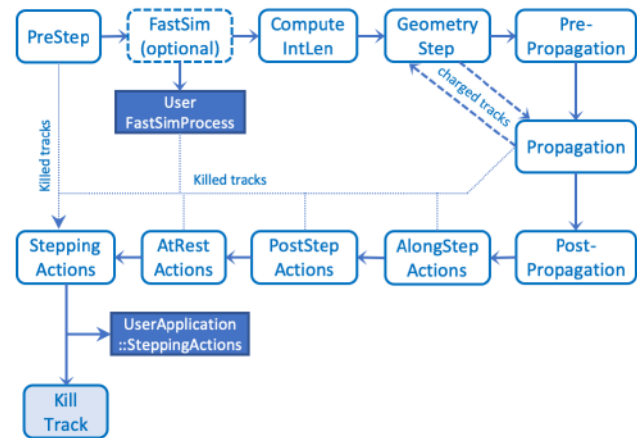 PreStep
FastSim
(optional)
Compute
IntLen
Geometry
Step
Pre-
Propagation
User
FastSimProcess
charged tracks
Propagation
Killed tracks
Killed tracks
Stepping
Actions
AtRest
Actions
PostStep
Actions
AlongStep
Actions
Post-
Propagation
UserApplication
::SteppingActions
Kill
Track